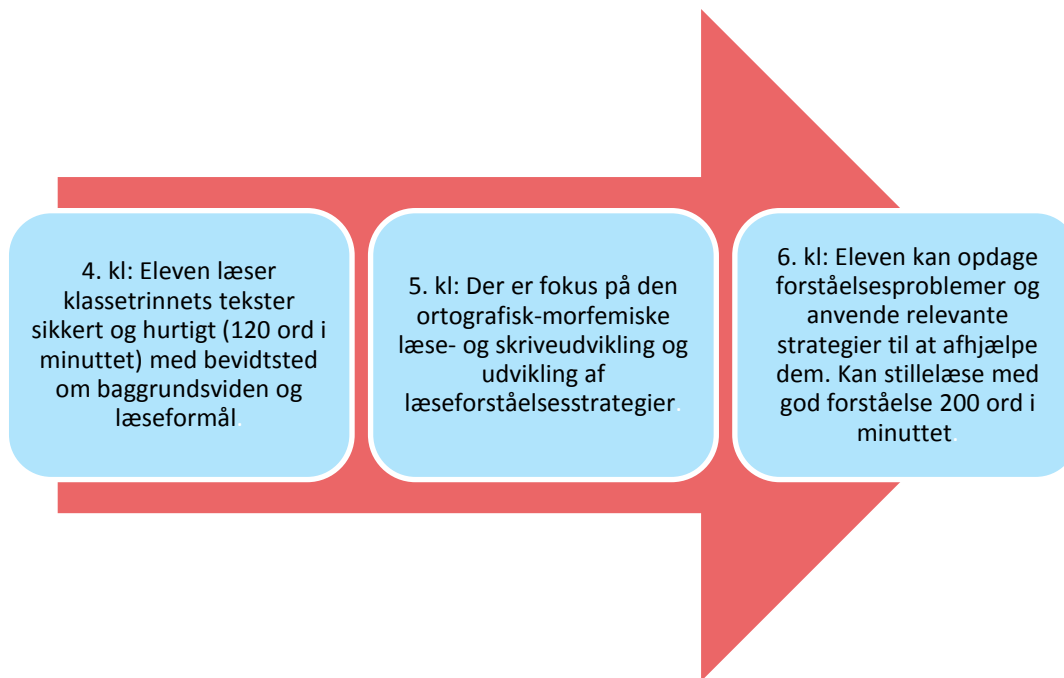 4. kl: Eleven læser
klassetrinnets tekster
sikkert og hurtigt (120 ord i
minuttet) med bevidtsted
om baggrundsviden og
læseformål.
5. kl: Der er fokus på den
ortografisk-morfemiske
læse- og skriveudvikling og
udvikling af
læseforståelsesstrategier.
6. kl: Eleven kan opdage
forståelsesproblemer og
anvende relevante
strategier til at afhjælpe
dem. Kan stillelæse med
god forståelse 200 ord i
minuttet.